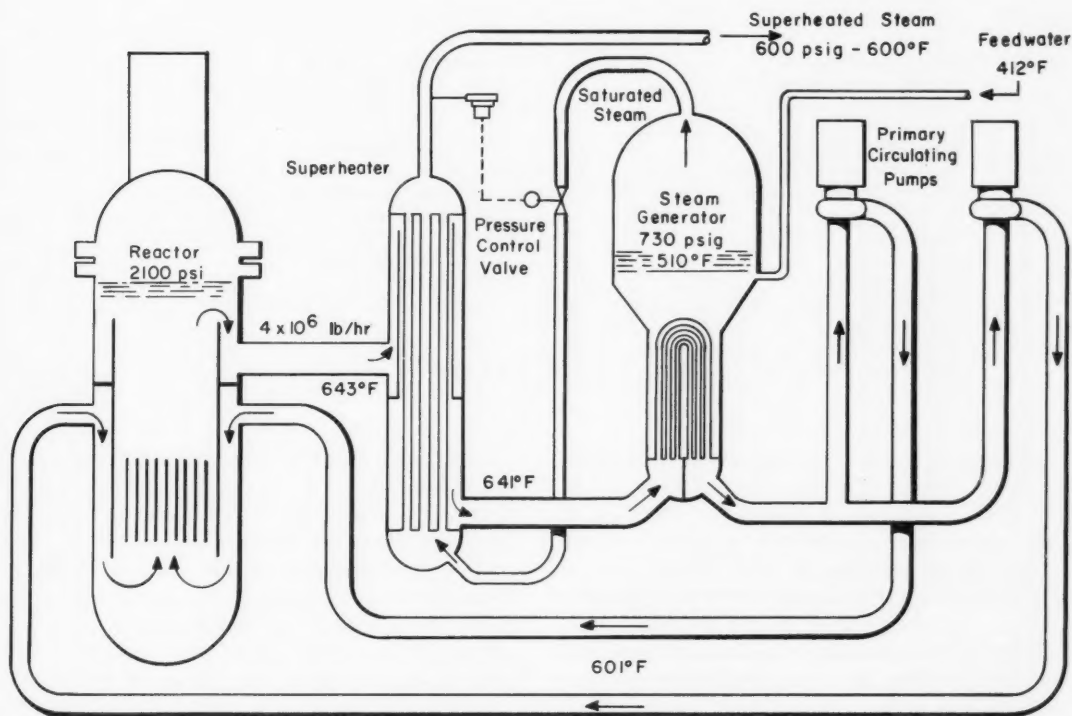 Superheated Steam
600 psig - 600°F
Feedwater
412°F
Saturated
Steam
Primary
Circulating
Pumps
Superheater
Steam
Generator
730 psig
510°F
Pressure
Control
Valve
Reactor
2100 psi
4 x 10⁶ lb/hr
643°F
641°F
601°F